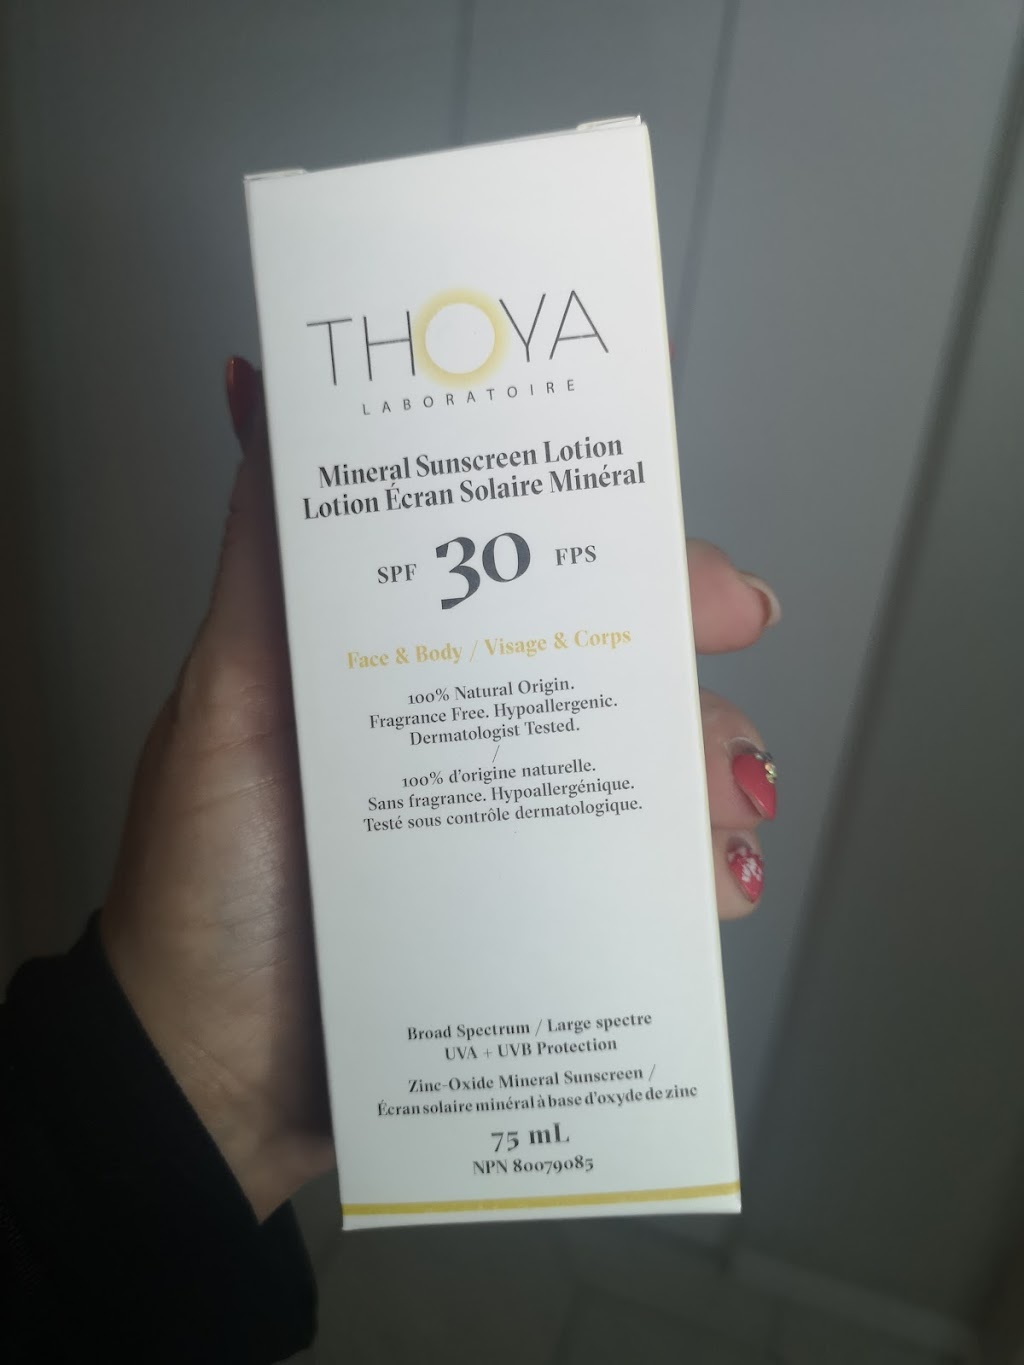 THOYA
LABORATOIRE
Mineral Sunscreen Lotion
Lotion Écran Solaire Minéral
SPF 30 FPS
Face & Body / Visage & Corps
100% Natural Origin.
Fragrance Free. Hypoallergenic.
Dermatologist Tested.
/
100% d'origine naturelle.
Sans fragrance. Hypoallergénique.
Testé sous contrôle dermatologique.
Broad Spectrum / Large spectre
UVA + UVB Protection
Zinc-Oxide Mineral Sunscreen /
Écran solaire minéral à base d'oxyde de zinc
75 mL
NPN 80079085